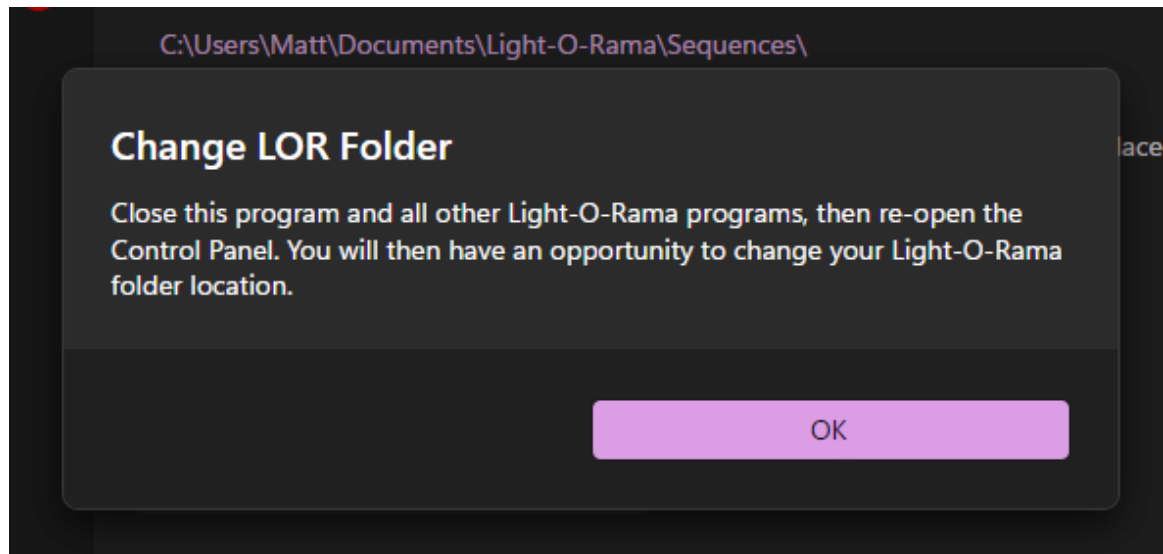 C:\Users\Matt\Documents\Light-O-Rama\Sequences\
Change LOR Folder
lace
Close this program and all other Light-O-Rama programs, then re-open the
Control Panel. You will then have an opportunity to change your Light-O-Rama
folder location.
OK